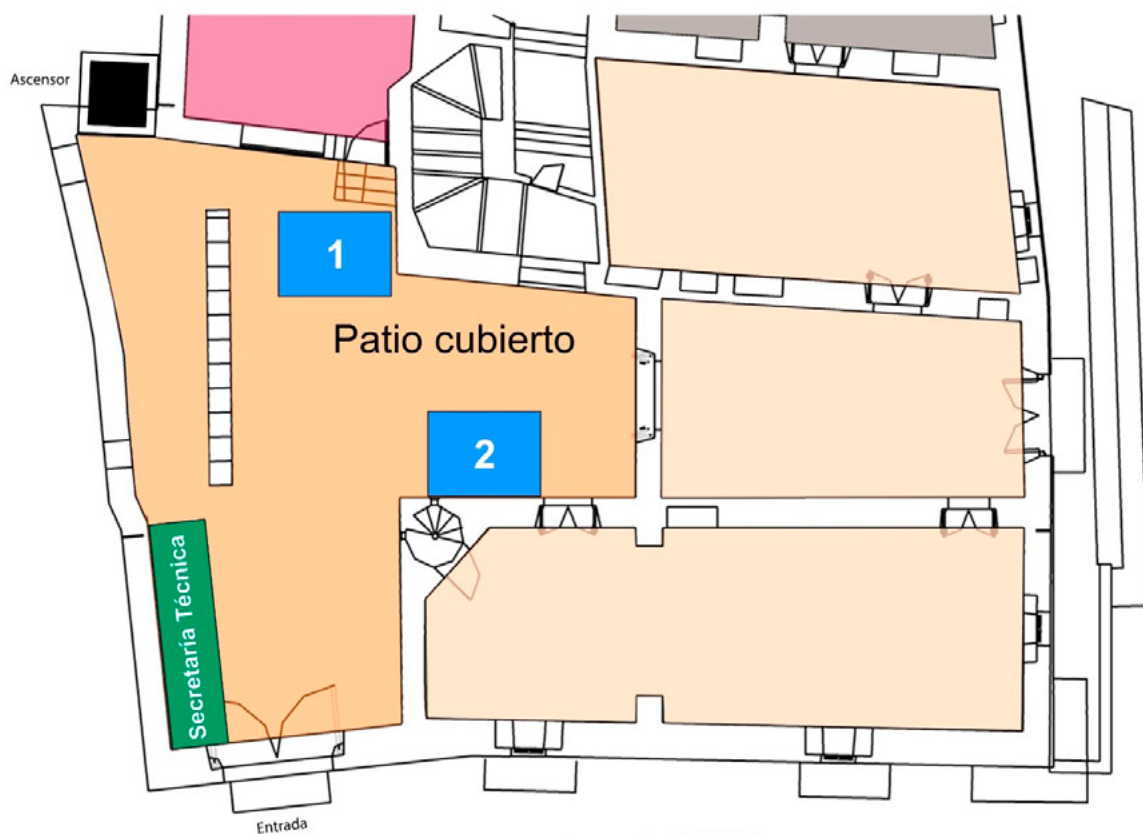 Ascensor
1
Patio cubierto
2
Secretaría Técnica
Entrada